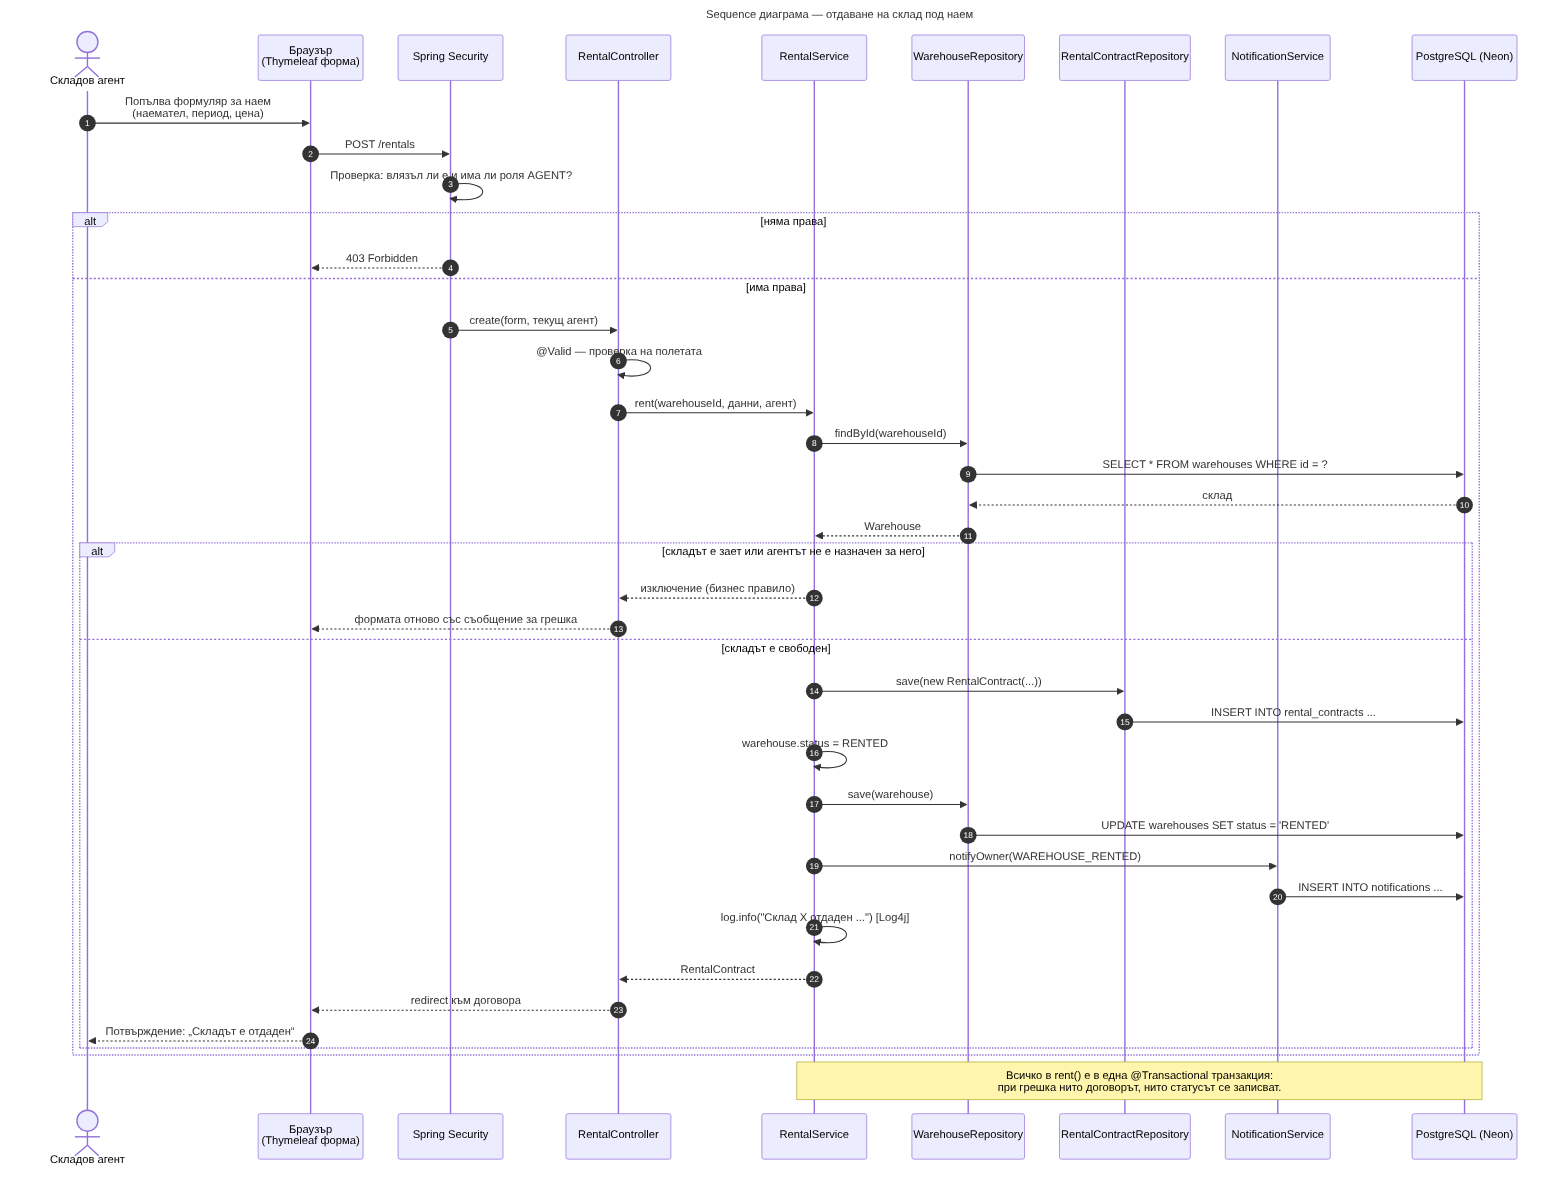 Sequence диаграма — отдаване на склад под наем
Складов агент
Браузър
(Thymeleaf форма)
Spring Security
RentalController
RentalService
WarehouseRepository
RentalContractRepository
NotificationService
PostgreSQL (Neon)
Попълва формуляр за наем
(наемател, период, цена)
1
POST /rentals
2
Проверка: влязъл ли е и има ли роля AGENT?
3
alt
[няма права]
403 Forbidden
4
[има права]
create(form, текущ агент)
5
@Valid — проверка на полетата
6
rent(warehouseId, данни, агент)
7
findById(warehouseId)
8
SELECT * FROM warehouses WHERE id = ?
9
склад
10
Warehouse
11
alt
[складът е зает или агентът не е назначен за него]
изключение (бизнес правило)
12
формата отново със съобщение за грешка
13
[складът е свободен]
save(new RentalContract(...))
14
INSERT INTO rental_contracts ...
15
warehouse.status = RENTED
16
save(warehouse)
17
UPDATE warehouses SET status = 'RENTED'
18
notifyOwner(WAREHOUSE_RENTED)
19
INSERT INTO notifications ...
20
log.info("Склад X отдаден ...") [Log4j]
21
RentalContract
22
redirect към договора
23
Потвърждение: „Складът е отдаден“
24
Всичко в rent() е в една @Transactional транзакция:
при грешка нито договорът, нито статусът се записват.
Складов агент
Браузър
(Thymeleaf форма)
Spring Security
RentalController
RentalService
WarehouseRepository
RentalContractRepository
NotificationService
PostgreSQL (Neon)